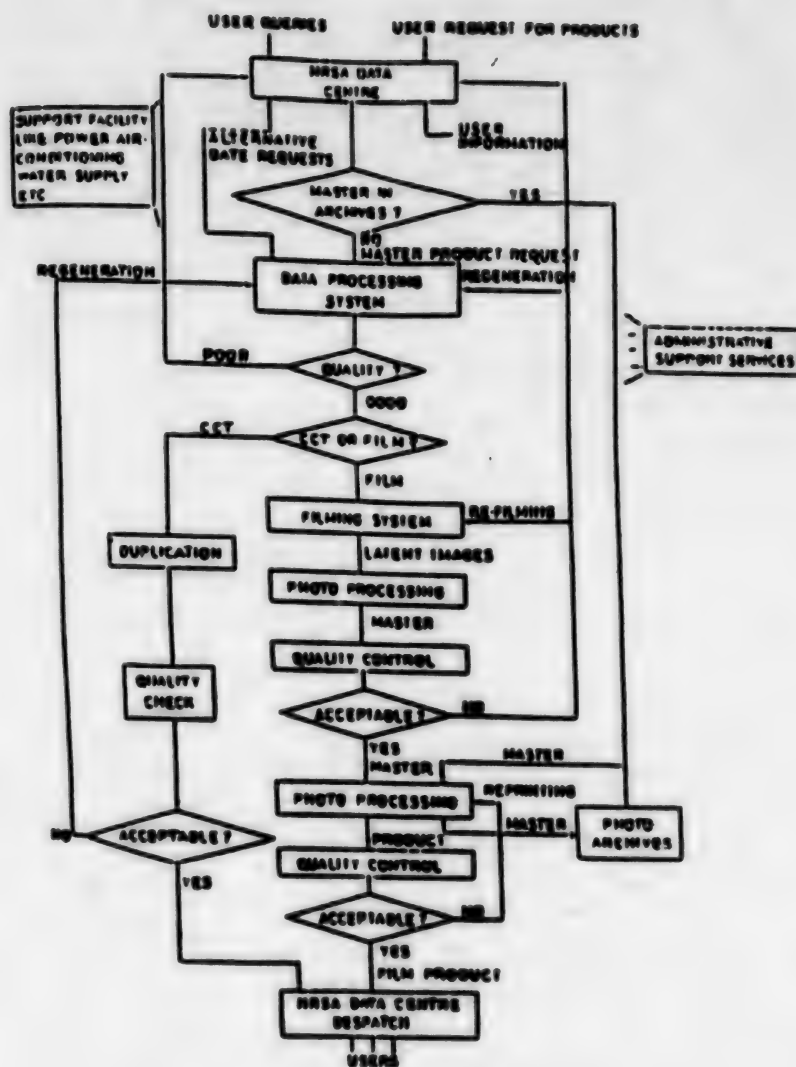 USER QUERIES
USER REQUEST FOR PRODUCTS
NRSA DATA
CENTRE
SUPPORT FACILITY
LIKE POWER AIR-
CONDITIONING
WATER SUPPLY
ETC
ALTERNATIVE
DATE REQUESTS
USER
INFORMATION
MASTER IN
ARCHIVES ?
YES
NO
MASTER PRODUCT REQUEST
REGENERATION
DATA PROCESSING
SYSTEM
REGENERATION
ADMINISTRATIVE
SUPPORT SERVICES
POOR
QUALITY ?
GOOD
CCT
CCT OR FILM ?
FILM
FILMING SYSTEM
RE-FILMING
LATENT IMAGES
DUPLICATION
PHOTO PROCESSING
MASTER
QUALITY CONTROL
QUALITY
CHECK
ACCEPTABLE ?
NO
YES
MASTER
MASTER
PHOTO PROCESSING
REPRINTING
MASTER
PHOTO
ARCHIVES
NO
ACCEPTABLE ?
PRODUCT
QUALITY CONTROL
YES
ACCEPTABLE ?
NO
YES
FILM PRODUCT
NRSA DATA CENTRE
DESPATCH
USERS